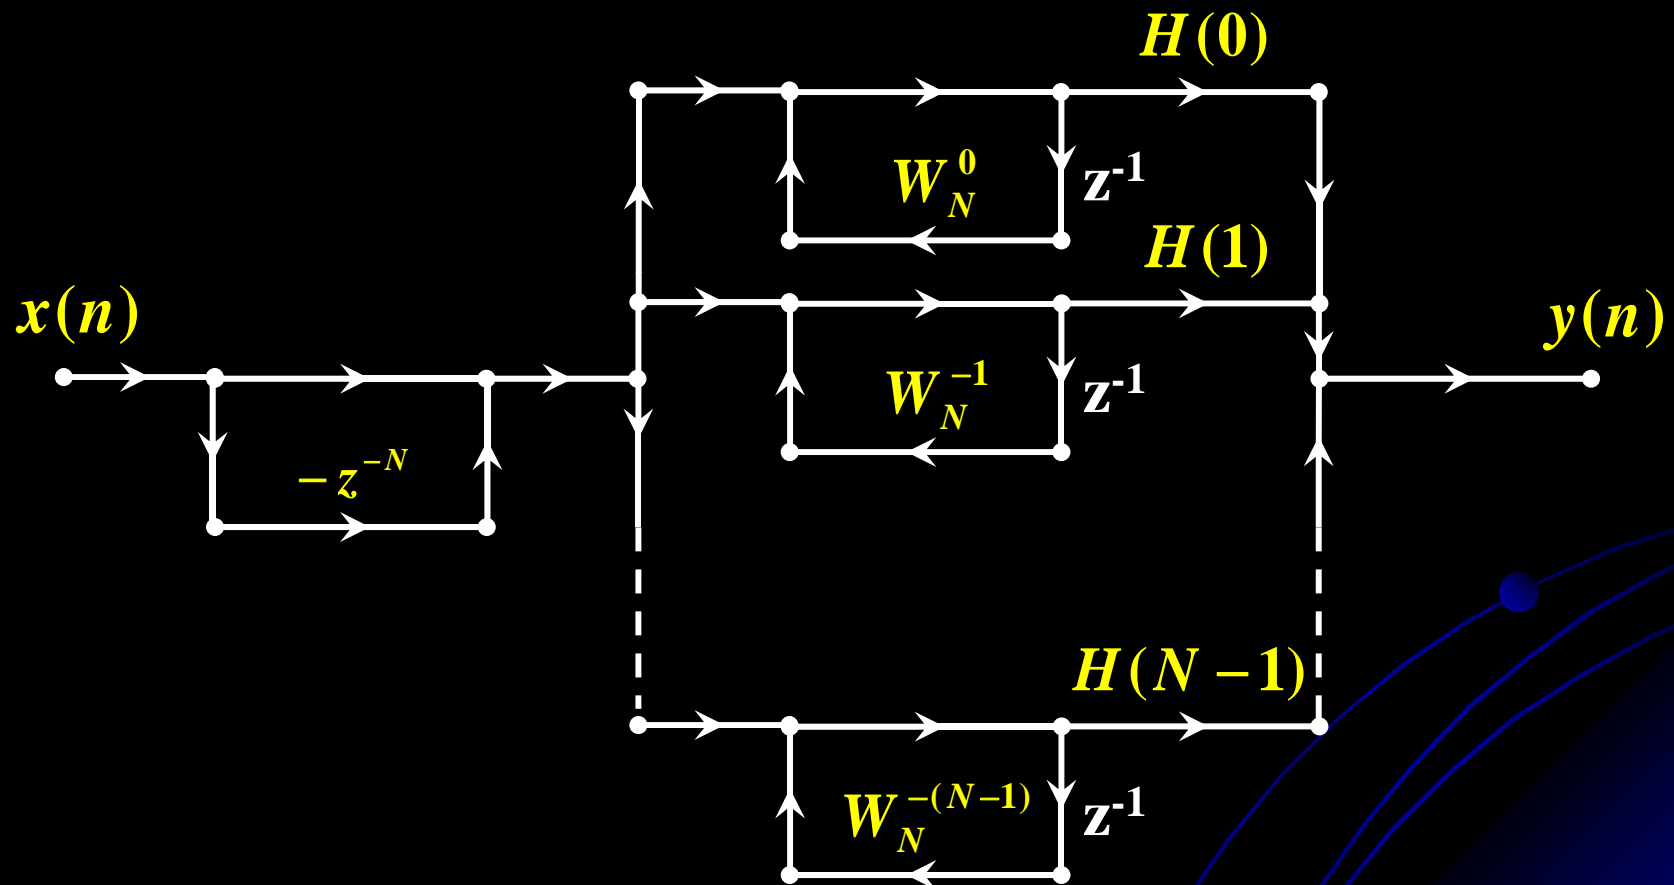 H(0)
W_N^0 z^-1
H(1)
x(n)
y(n)
W_N^-1 z^-1
-z^-N
H(N-1)
W_N^-(N-1) z^-1